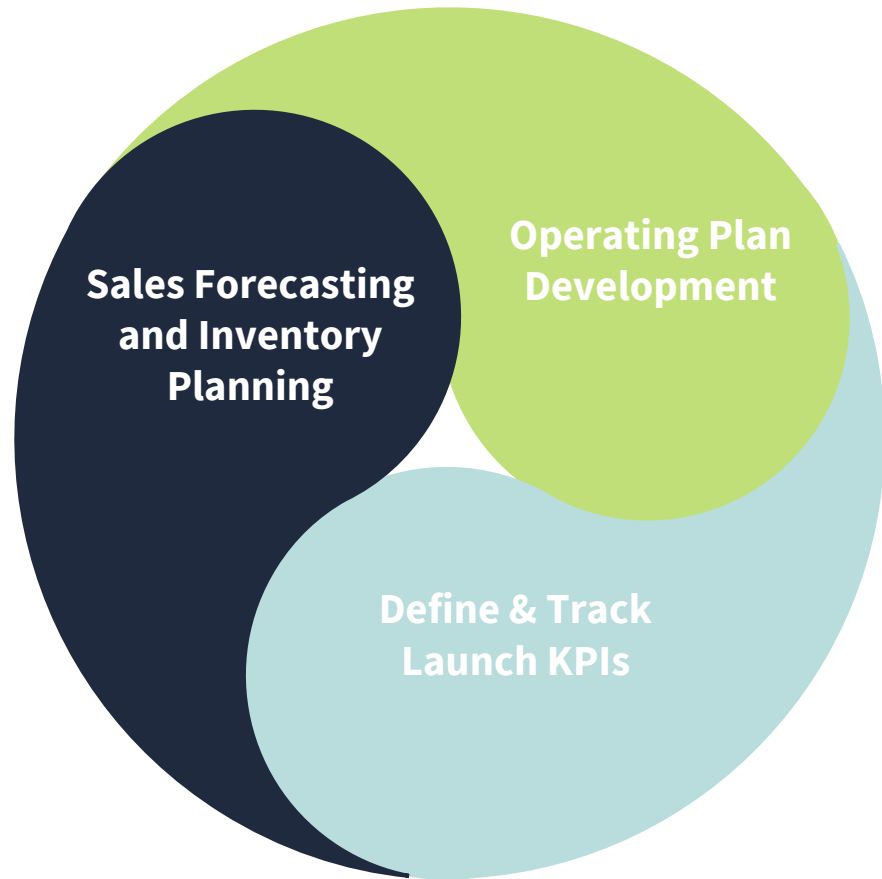 Sales Forecasting
and Inventory
Planning
Operating Plan
Development
Define & Track
Launch KPIs